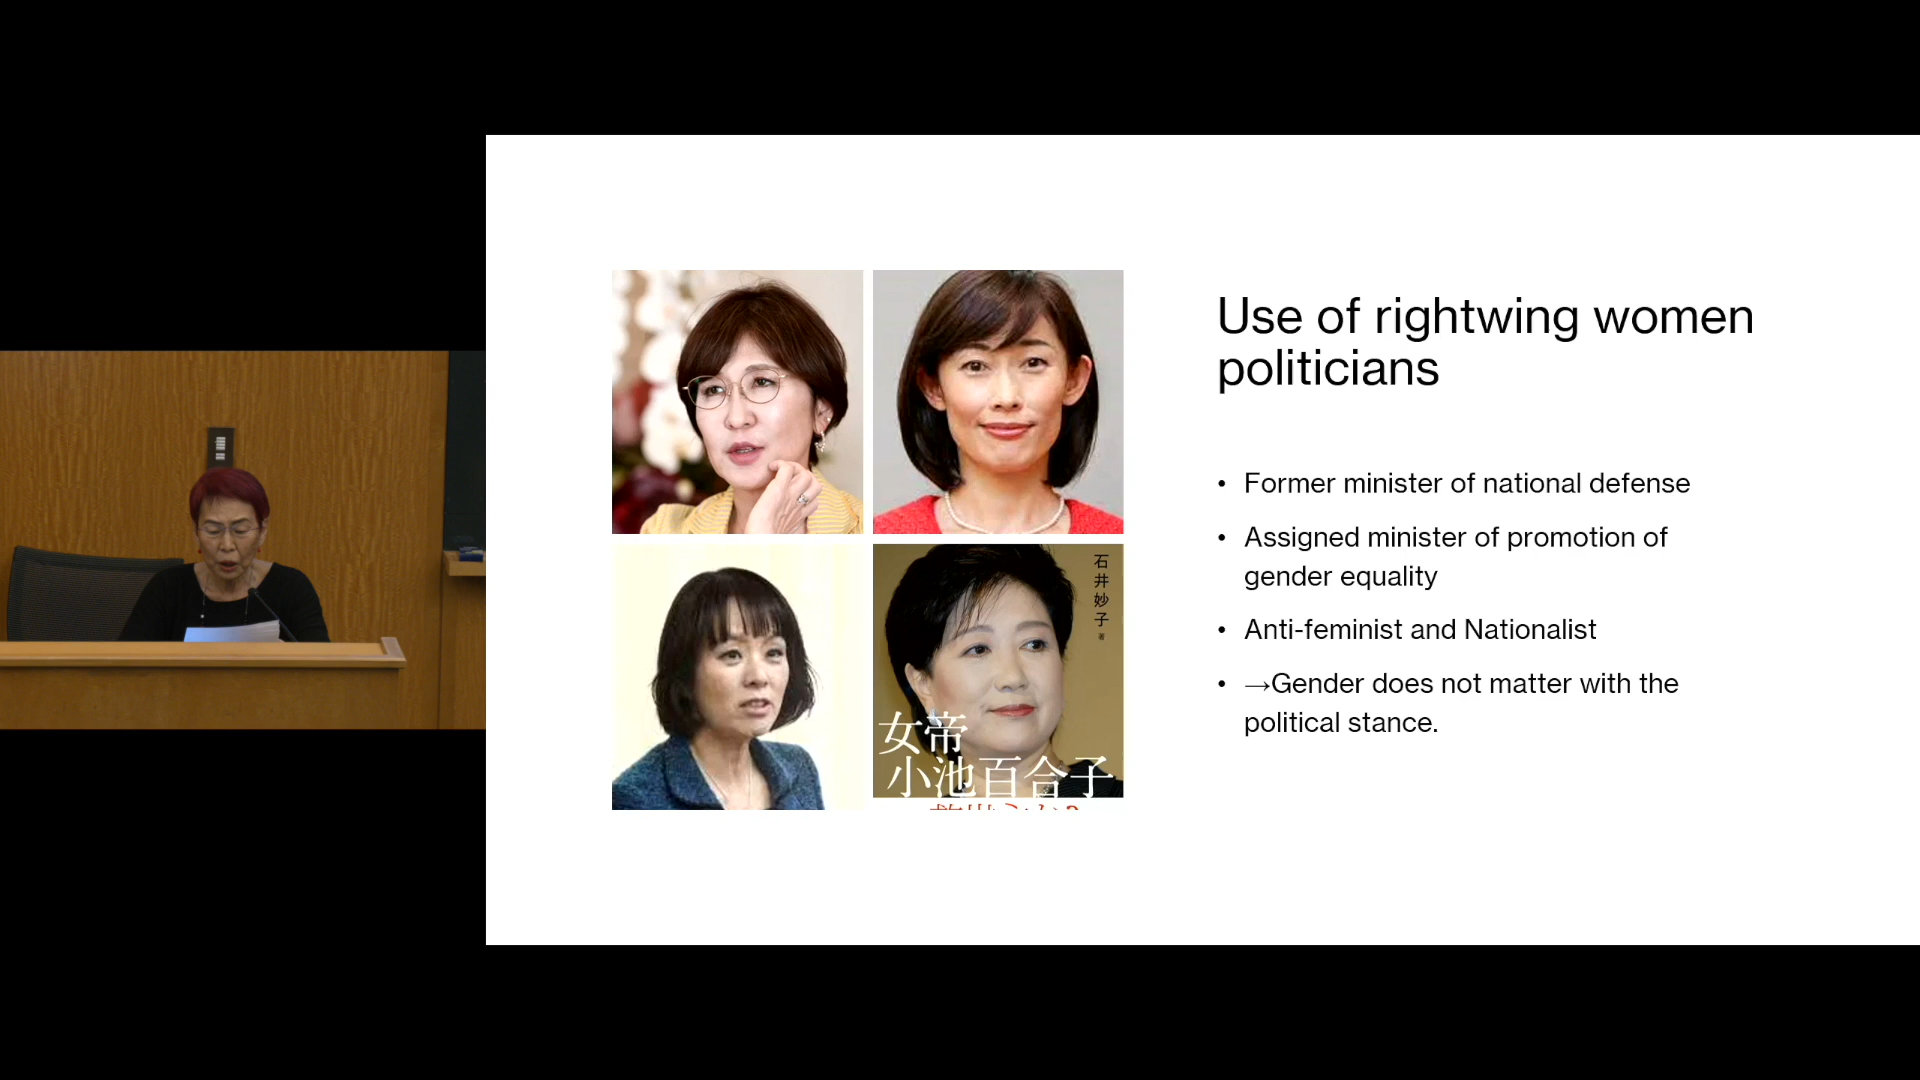 Use of rightwing women
politicians
• Former minister of national defense
• Assigned minister of promotion of
gender equality
• Anti-feminist and Nationalist
• →Gender does not matter with the
political stance.
石井妙子
著
女帝
小池百合子